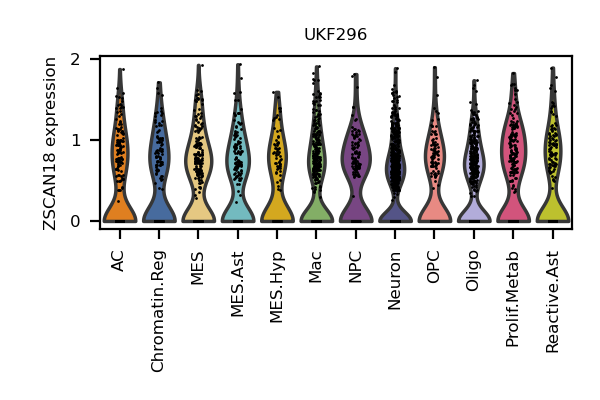 UKF296
ZSCAN18 expression
2
1
0
AC
Chromatin.Reg
MES
MES.Ast
MES.Hyp
Mac
NPC
Neuron
OPC
Oligo
Prolif.Metab
Reactive.Ast